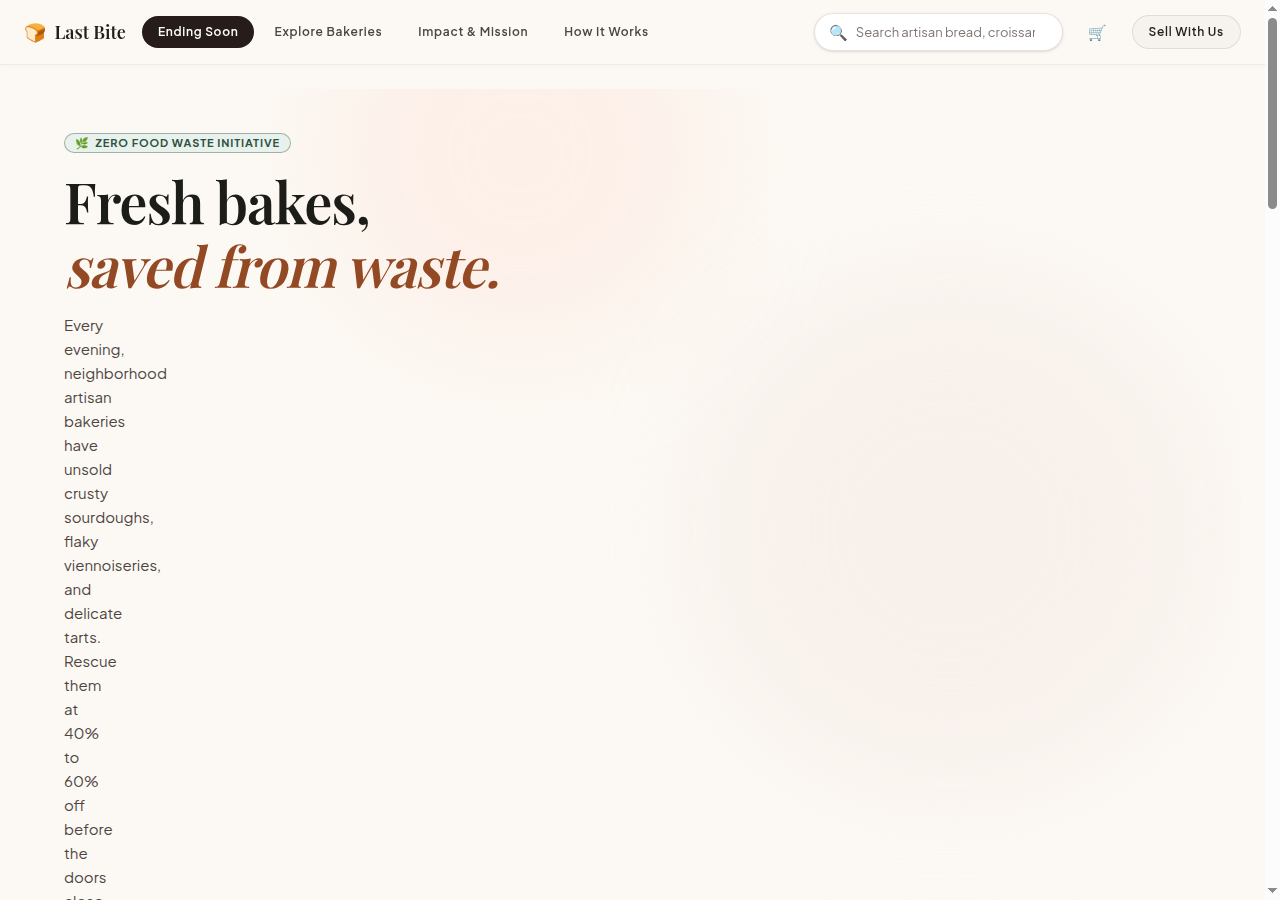 Last Bite
Ending Soon
Explore Bakeries
Impact & Mission
How It Works
Search artisan bread, croissar
Sell With Us
ZERO FOOD WASTE INITIATIVE
Fresh bakes,
saved from waste.
Every
evening,
neighborhood
artisan
bakeries
have
unsold
crusty
sourdoughs,
flaky
viennoiseries,
and
delicate
tarts.
Rescue
them
at
40%
to
60%
off
before
the
doors